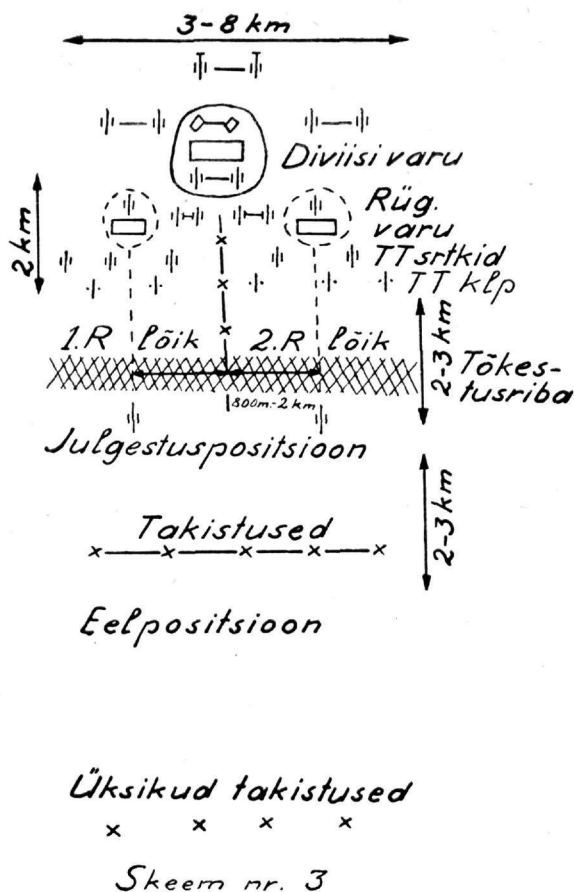 3-8 km
Diviisi varu
Rüg.
varu
TT srtkid
TT klp
2 km
1.R lõik 2.R lõik
2-3 km
Tõkes-
tusriba
800m-2 km
Julgestuspositsioon
2-3 km
Takistused
Eelpositsioon
Üksikud takistused
Skeem nr. 3